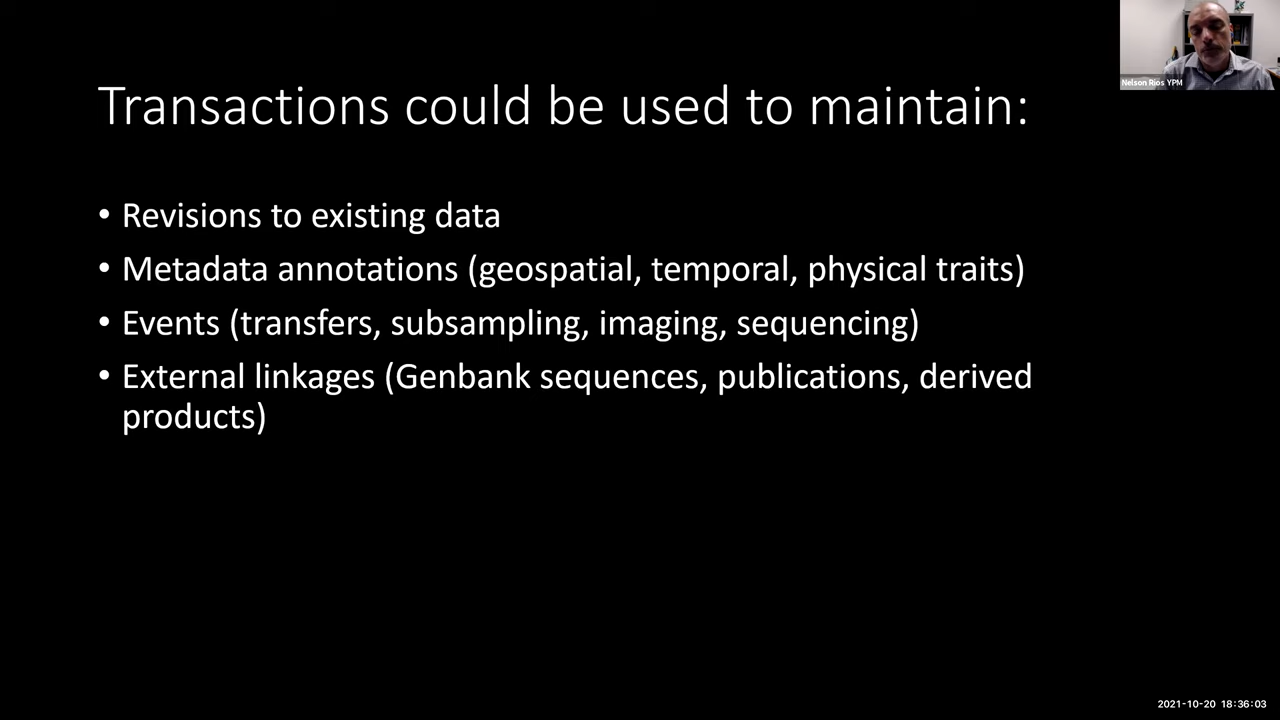 Nelson Rios YPM
Transactions could be used to maintain:
• Revisions to existing data
• Metadata annotations (geospatial, temporal, physical traits)
• Events (transfers, subsampling, imaging, sequencing)
• External linkages (Genbank sequences, publications, derived
products)
2021-10-20 18:36:03